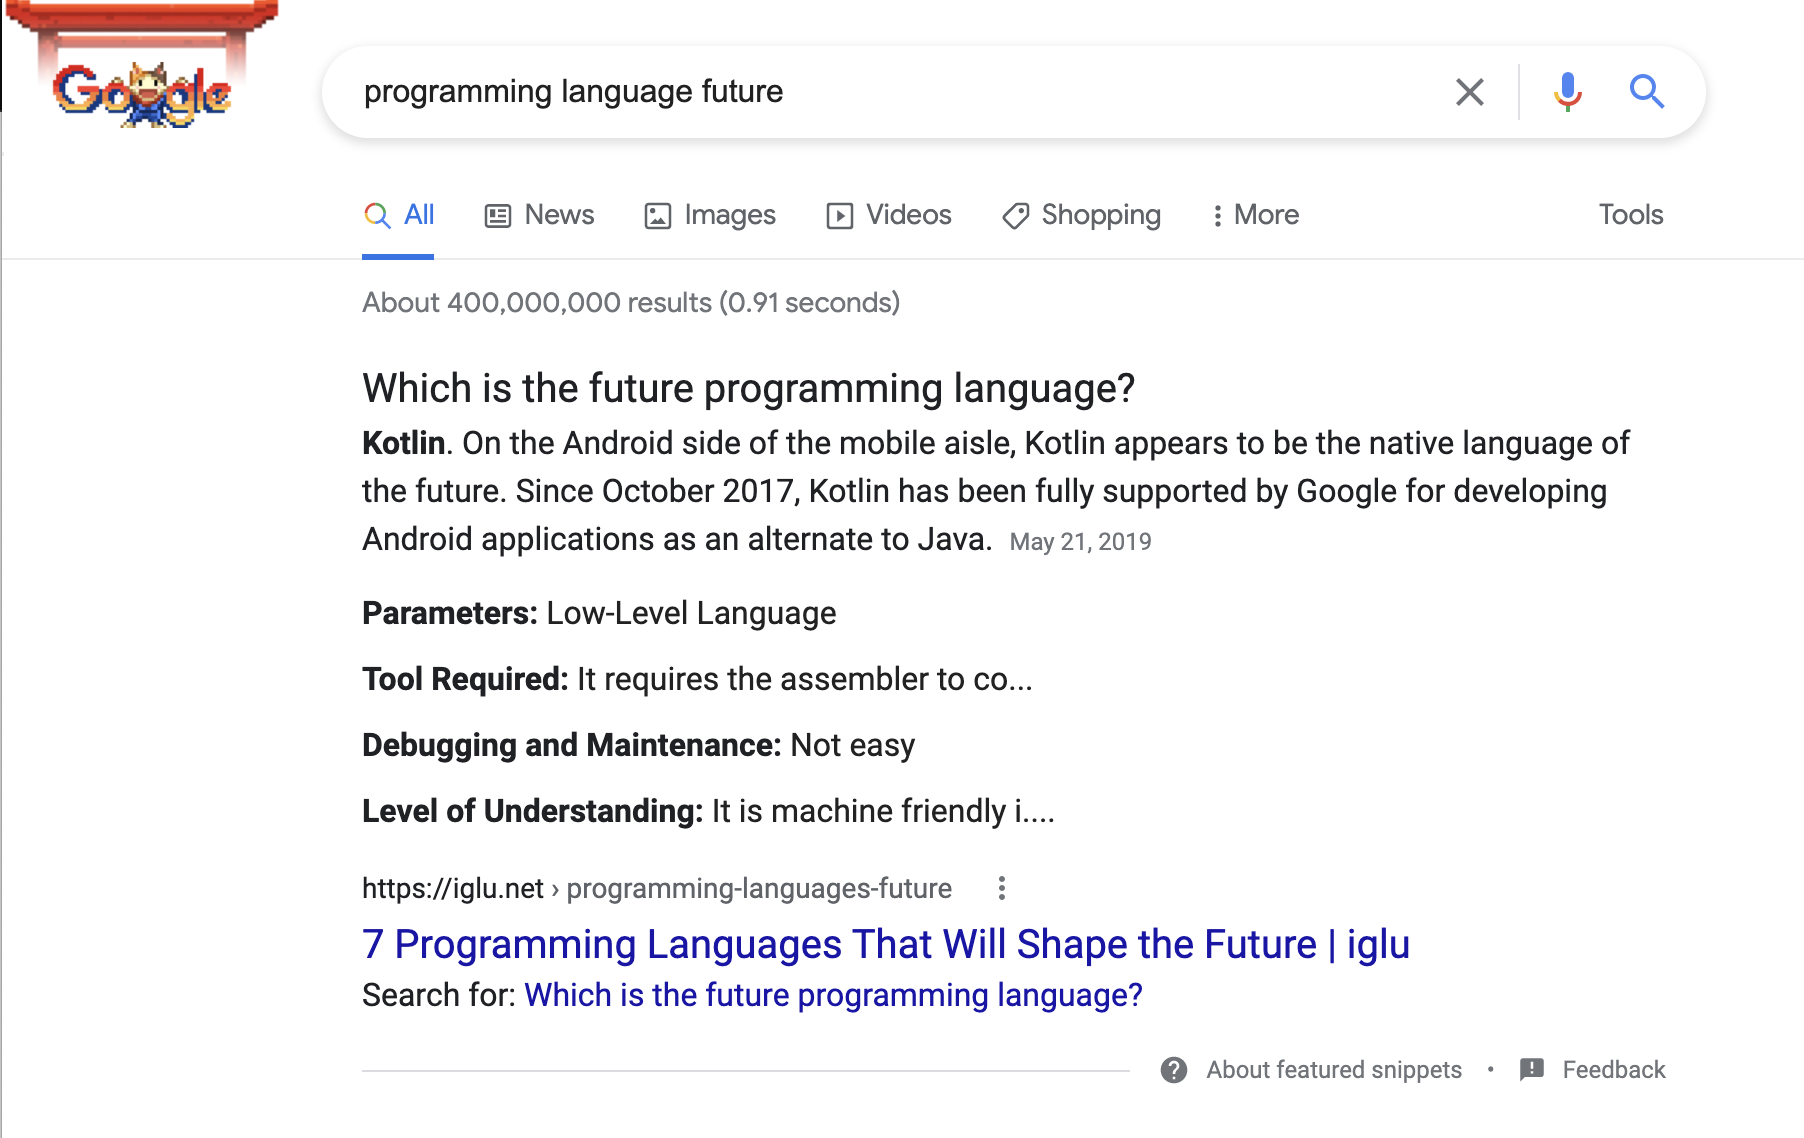 Google
programming language future
All News Images Videos Shopping More Tools
About 400,000,000 results (0.91 seconds)
Which is the future programming language?
Kotlin. On the Android side of the mobile aisle, Kotlin appears to be the native language of
the future. Since October 2017, Kotlin has been fully supported by Google for developing
Android applications as an alternate to Java. May 21, 2019
Parameters: Low-Level Language
Tool Required: It requires the assembler to co...
Debugging and Maintenance: Not easy
Level of Understanding: It is machine friendly i....
https://iglu.net › programming-languages-future
7 Programming Languages That Will Shape the Future | iglu
Search for: Which is the future programming language?
About featured snippets • Feedback